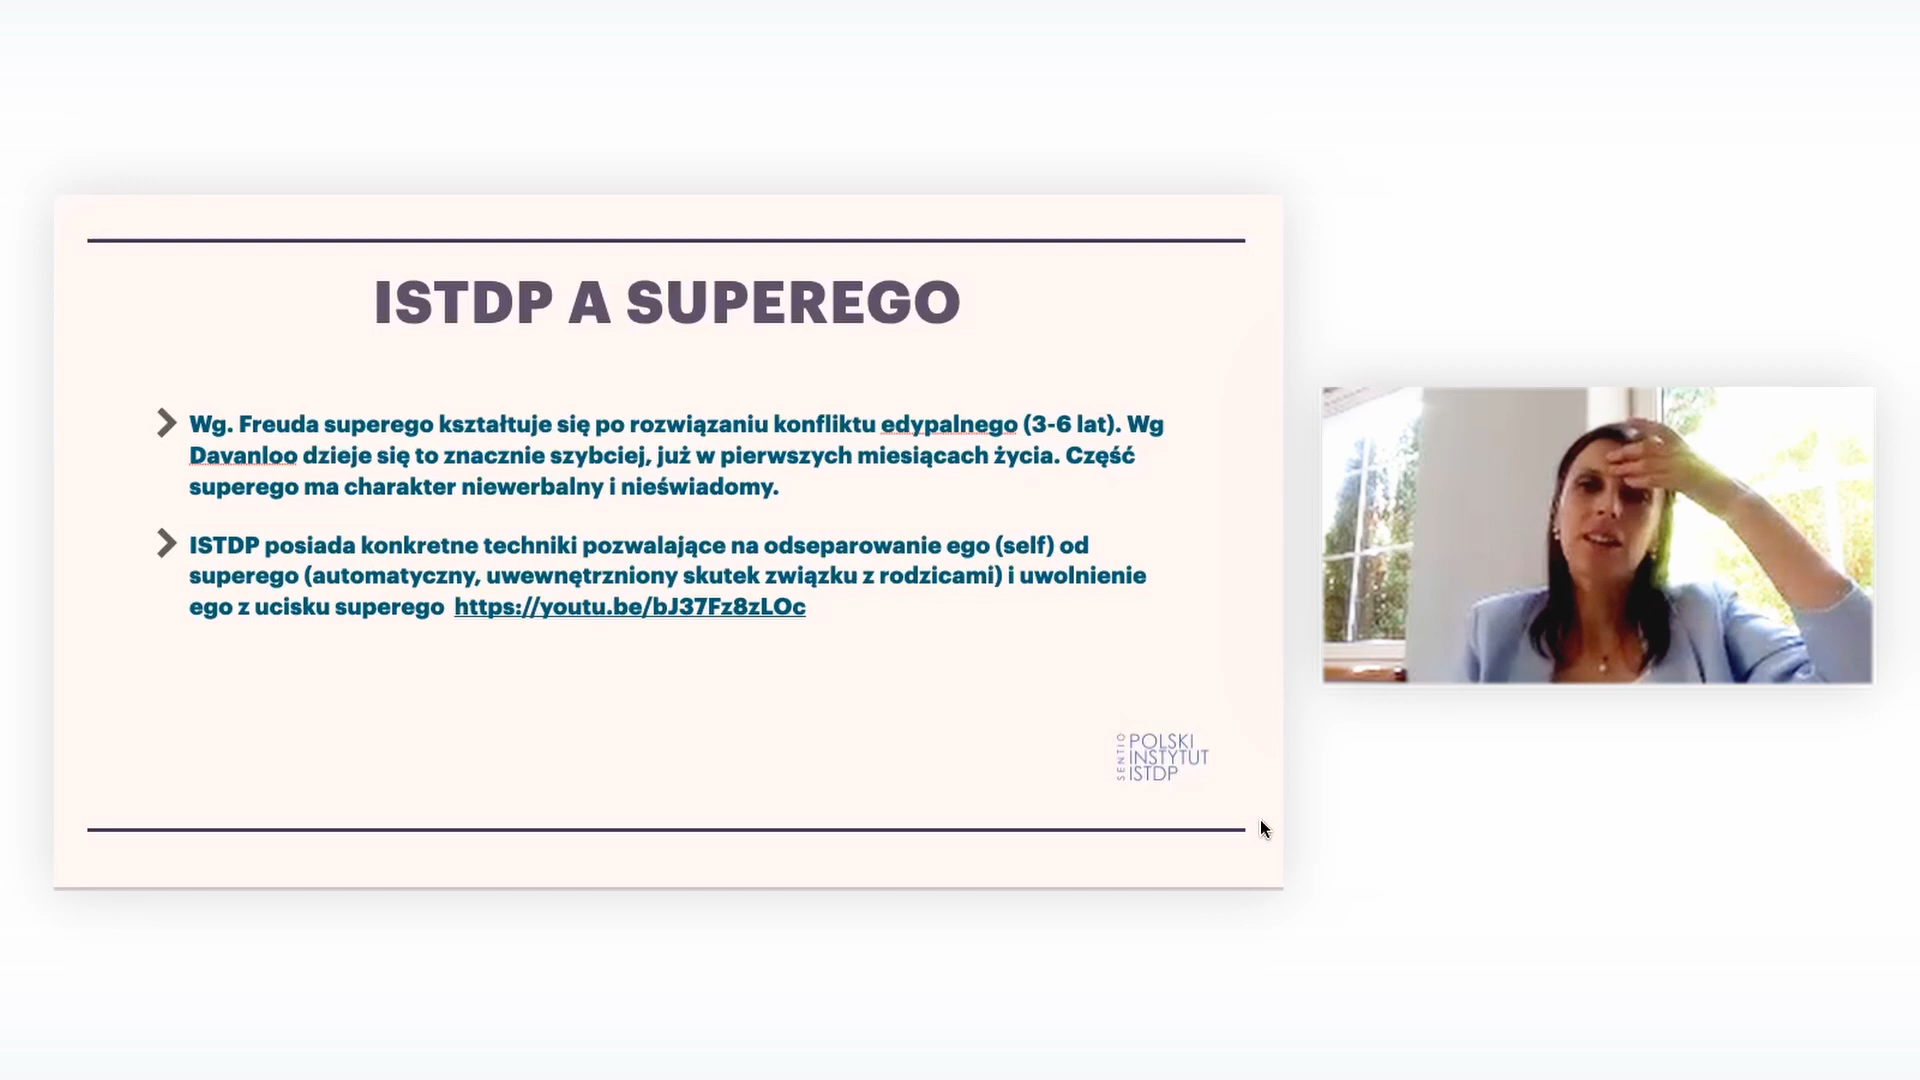 ISTDP A SUPEREGO
Wg. Freuda superego kształtuje się po rozwiązaniu konfliktu edypalnego (3-6 lat). Wg
Davanloo dzieje się to znacznie szybciej, już w pierwszych miesiącach życia. Część
superego ma charakter niewerbalny i nieświadomy.
ISTDP posiada konkretne techniki pozwalające na odseparowanie ego (self) od
superego (automatyczny, uwewnętrzniony skutek związku z rodzicami) i uwolnienie
ego z ucisku superego https://youtu.be/bJ37Fz8zLOc
SENTIO
POLSKI
INSTYTUT
ISTDP